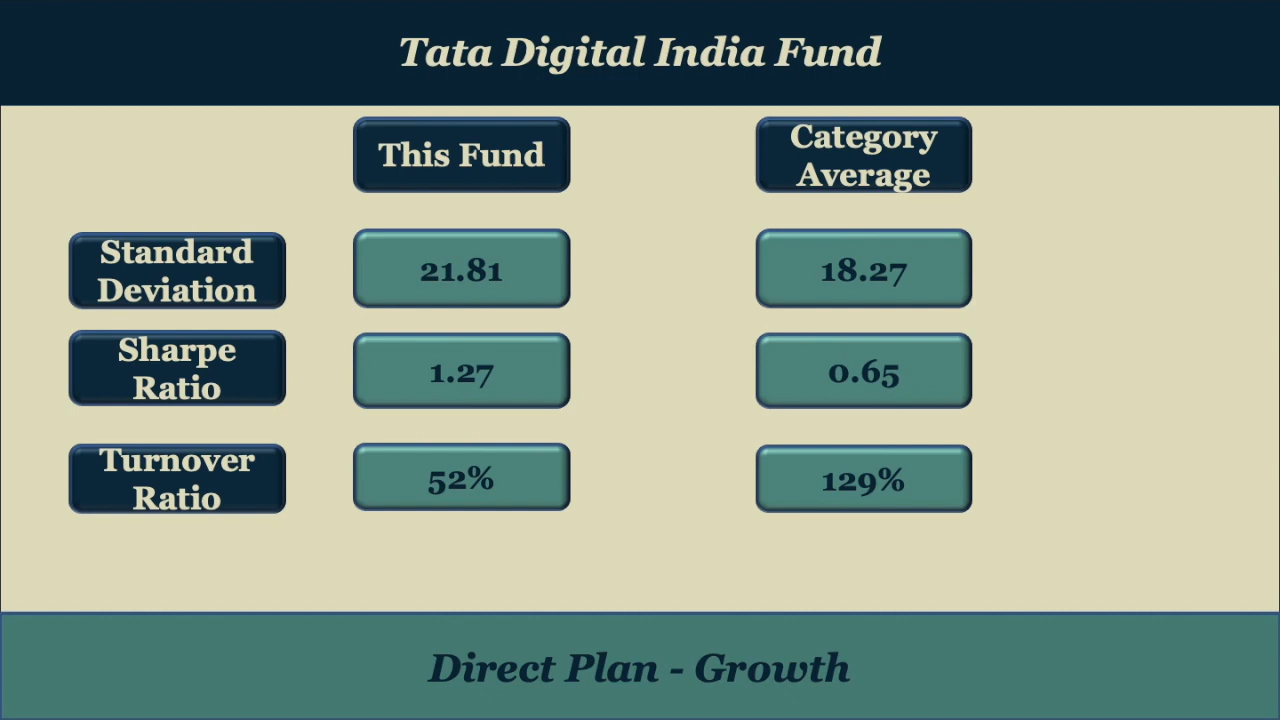 Tata Digital India Fund
This Fund
Category
Average
Standard
Deviation
21.81
18.27
Sharpe
Ratio
1.27
0.65
Turnover
Ratio
52%
129%
Direct Plan - Growth